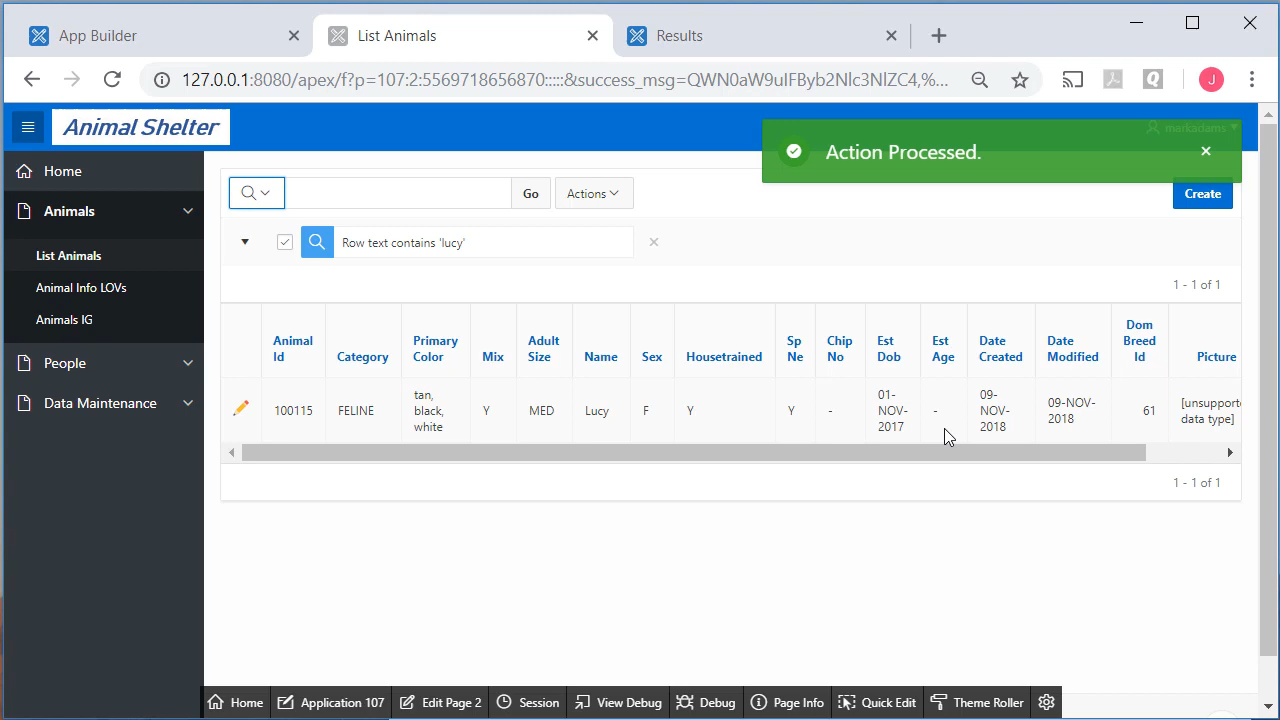 App Builder
List Animals
Results
127.0.0.1:8080/apex/f?p=107:2:5569718656870:::::&success_msg=QWN0aW9uIFByb2Nlc3NlZC4,%...
J
Animal Shelter
markadams
Action Processed.
Home
Animals
List Animals
Animal Info LOVs
Animals IG
People
Data Maintenance
Go
Actions
Create
Row text contains 'lucy'
1 - 1 of 1
Animal Id Category Primary Color Mix Adult Size Name Sex Housetrained Sp Ne Chip No Est Dob Est Age Date Created Date Modified Dom Breed Id Picture
100115 FELINE tan, black, white Y MED Lucy F Y Y - 01-NOV-2017 - 09-NOV-2018 09-NOV-2018 61 [unsupporte data type]
1 - 1 of 1
Home Application 107 Edit Page 2 Session View Debug Debug Page Info Quick Edit Theme Roller